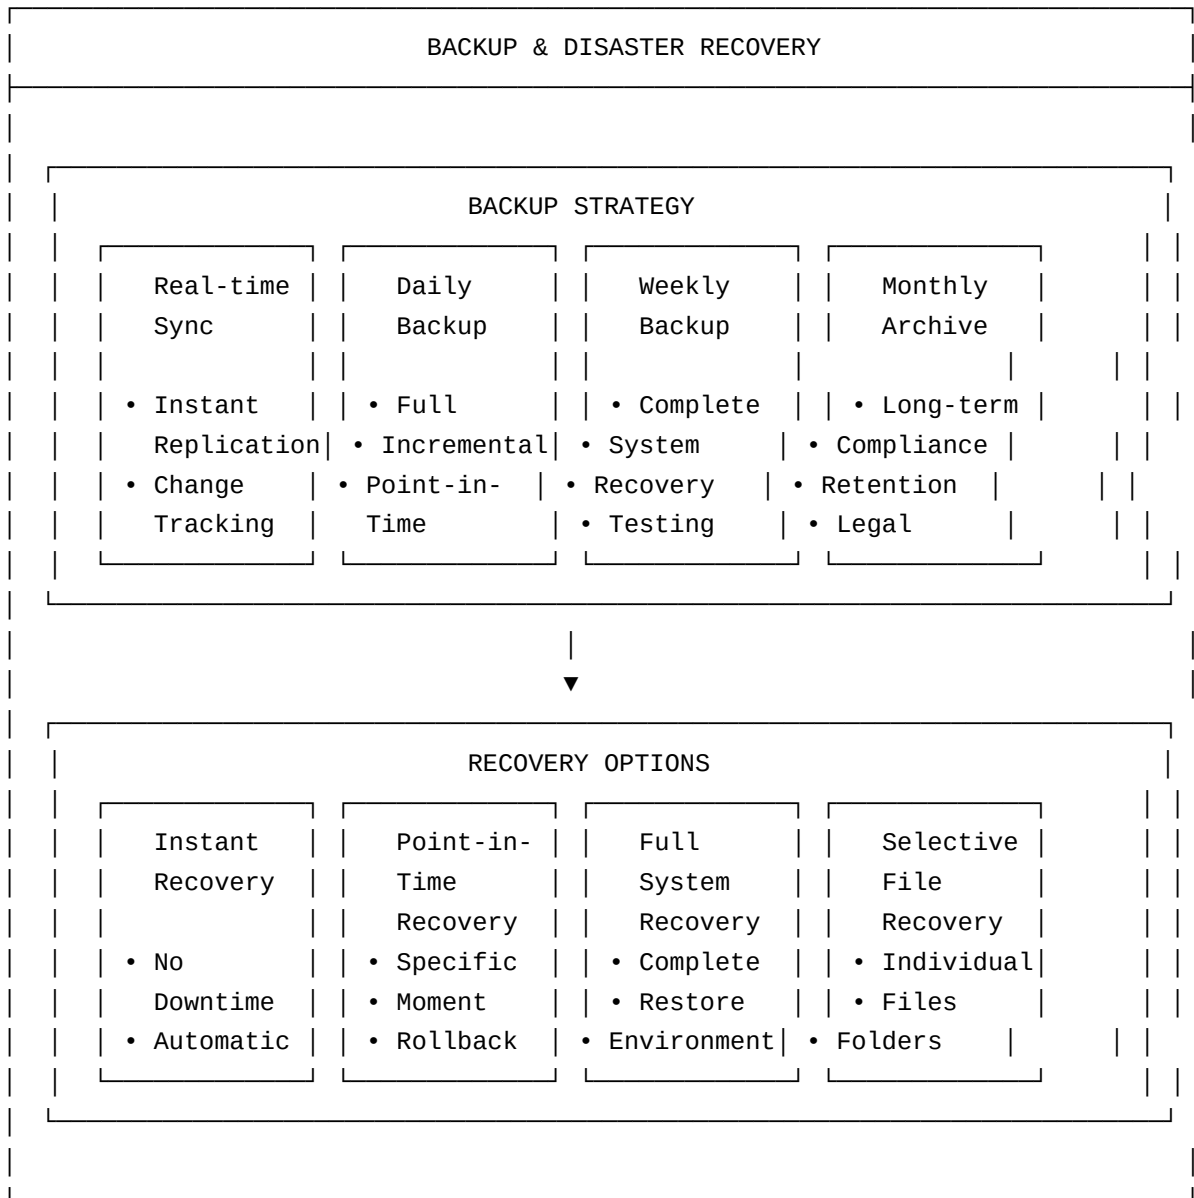 BACKUP & DISASTER RECOVERY
BACKUP STRATEGY
Real-time Daily Weekly Monthly
Sync Backup Backup Archive
• Instant • Full • Complete • Long-term
Replication • Incremental • System • Compliance
• Change • Point-in- • Recovery • Retention
Tracking Time • Testing • Legal
▼
RECOVERY OPTIONS
Instant Point-in- Full Selective
Recovery Time System File
Recovery Recovery Recovery
• No • Specific • Complete • Individual
Downtime • Moment • Restore • Files
• Automatic • Rollback • Environment • Folders